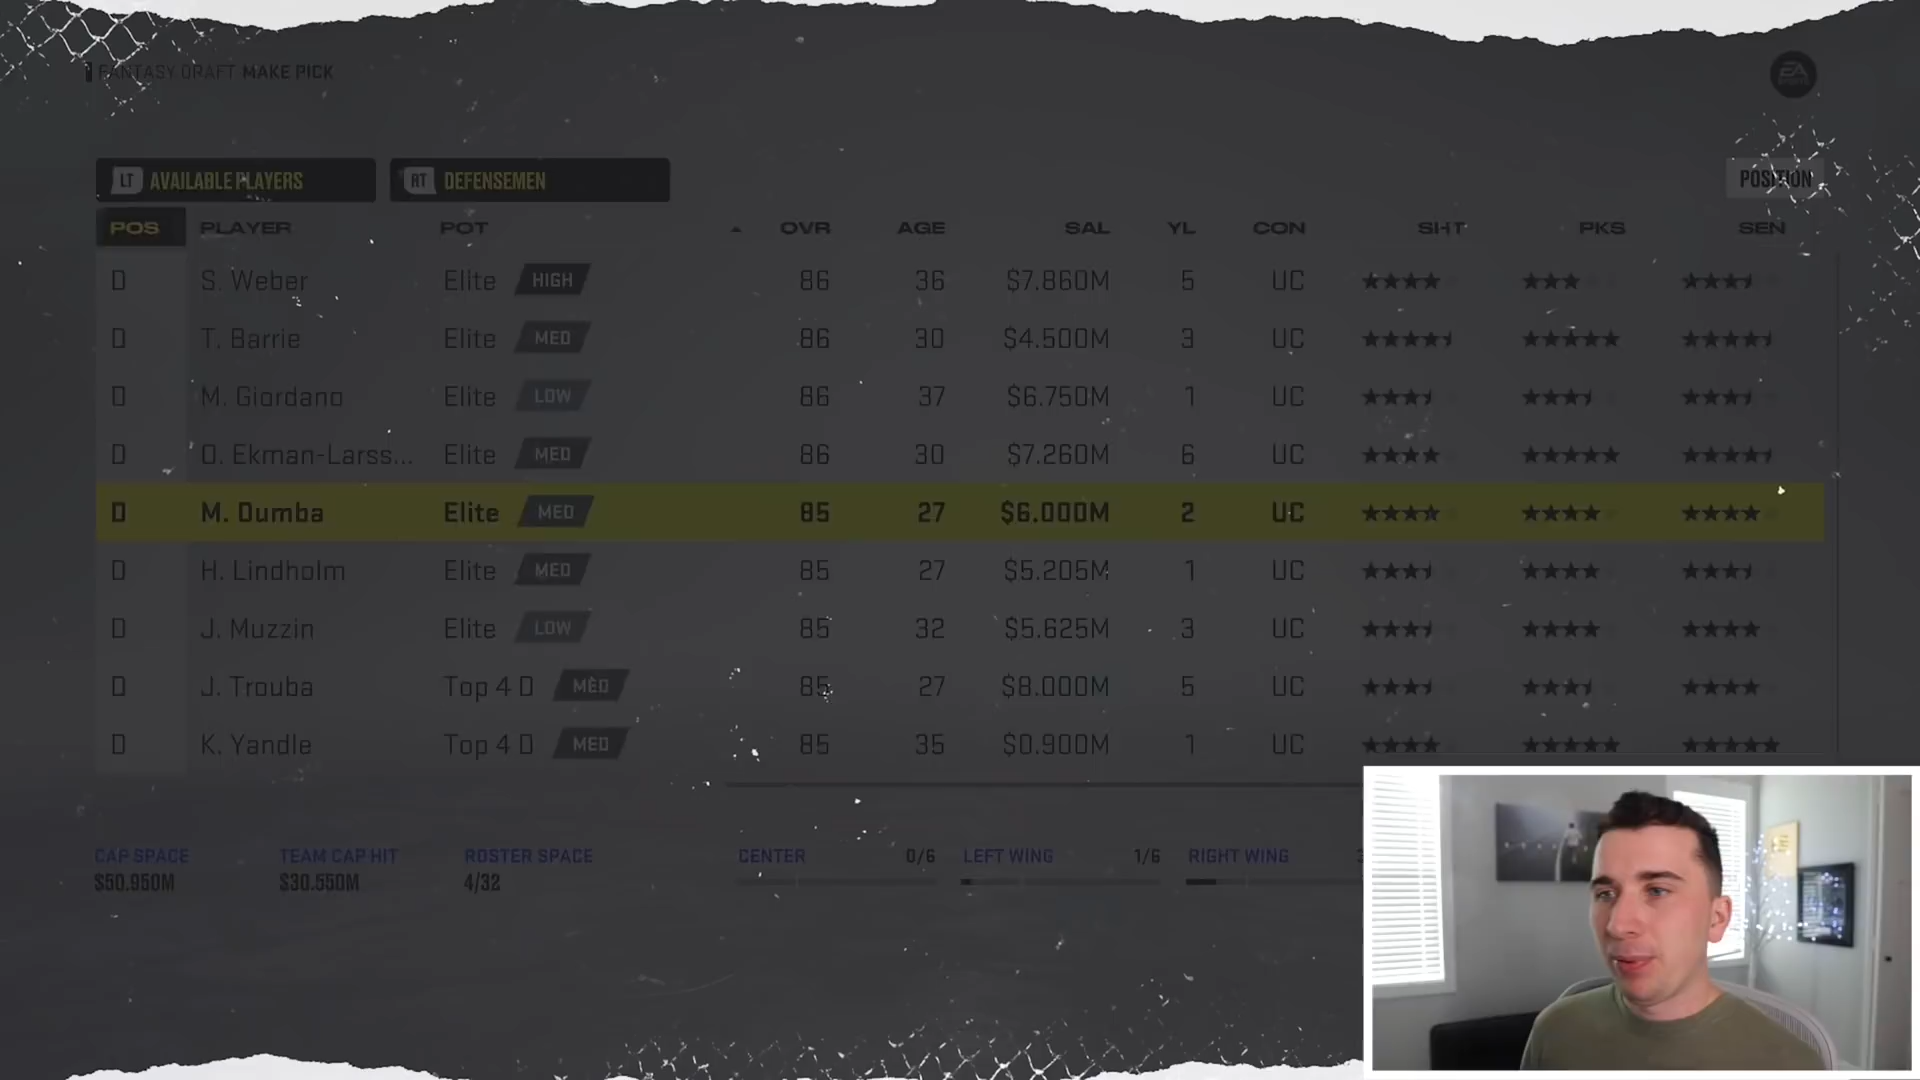 FANTASY DRAFT MAKE PICK
EA
LT AVAILABLE PLAYERS RT DEFENSEMEN POSITION
POS PLAYER POT OVR AGE SAL YL CON SHT PKS SEN
D S. Weber Elite HIGH 86 36 $7.860M 5 UC
D T. Barrie Elite MED 86 30 $4.500M 3 UC
D M. Giordano Elite LOW 86 37 $6.750M 1 UC
D O. Ekman-Larss... Elite MED 86 30 $7.260M 6 UC
D M. Dumba Elite MED 85 27 $6.000M 2 UC
D H. Lindholm Elite MED 85 27 $5.205M 1 UC
D J. Muzzin Elite LOW 85 32 $5.625M 3 UC
D J. Trouba Top 4 D MED 85 27 $8.000M 5 UC
D K. Yandle Top 4 D MED 85 35 $0.900M 1 UC
CAP SPACE TEAM CAP HIT ROSTER SPACE CENTER 0/6 LEFT WING 1/6 RIGHT WING
$50.950M $30.550M 4/32